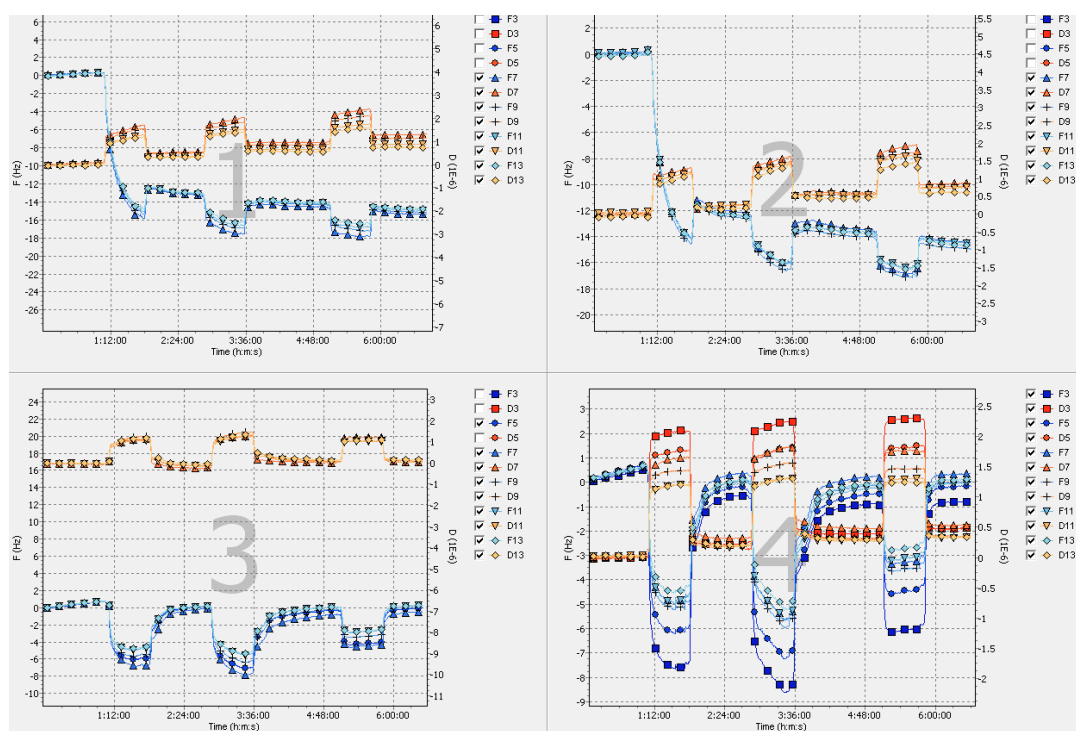 6 4 2 0 -2 -4 -6 -8 -10 -12 -14 -16 -18 -20 -22 -24 -26
F (Hz)
1:12:00 2:24:00 3:36:00 4:48:00 6:00:00
Time (h:m:s)
6 5 4 3 2 1 0 -1 -2 -3 -4 -5 -6 -7
D (1E-6)
1
F3
D3
F5
D5
F7
D7
F9
D9
F11
D11
F13
D13
2 0 -2 -4 -6 -8 -10 -12 -14 -16 -18 -20
F (Hz)
1:12:00 2:24:00 3:36:00 4:48:00 6:00:00
Time (h:m:s)
5.5 5 4.5 4 3.5 3 2.5 2 1.5 1 0.5 0 -0.5 -1 -1.5 -2 -2.5 -3
D (1E-6)
2
F3
D3
F5
D5
F7
D7
F9
D9
F11
D11
F13
D13
24 22 20 18 16 14 12 10 8 6 4 2 0 -2 -4 -6 -8 -10
F (Hz)
1:12:00 2:24:00 3:36:00 4:48:00 6:00:00
Time (h:m:s)
3 2 1 0 -1 -2 -3 -4 -5 -6 -7 -8 -9 -10 -11
D (1E-6)
3
F3
D3
F5
D5
F7
D7
F9
D9
F11
D11
F13
D13
3 2 1 0 -1 -2 -3 -4 -5 -6 -7 -8 -9
F (Hz)
1:12:00 2:24:00 3:36:00 4:48:00 6:00:00
Time (h:m:s)
2.5 2 1.5 1 0.5 0 -0.5 -1 -1.5 -2
D (1E-6)
4
F3
D3
F5
D5
F7
D7
F9
D9
F11
D11
F13
D13